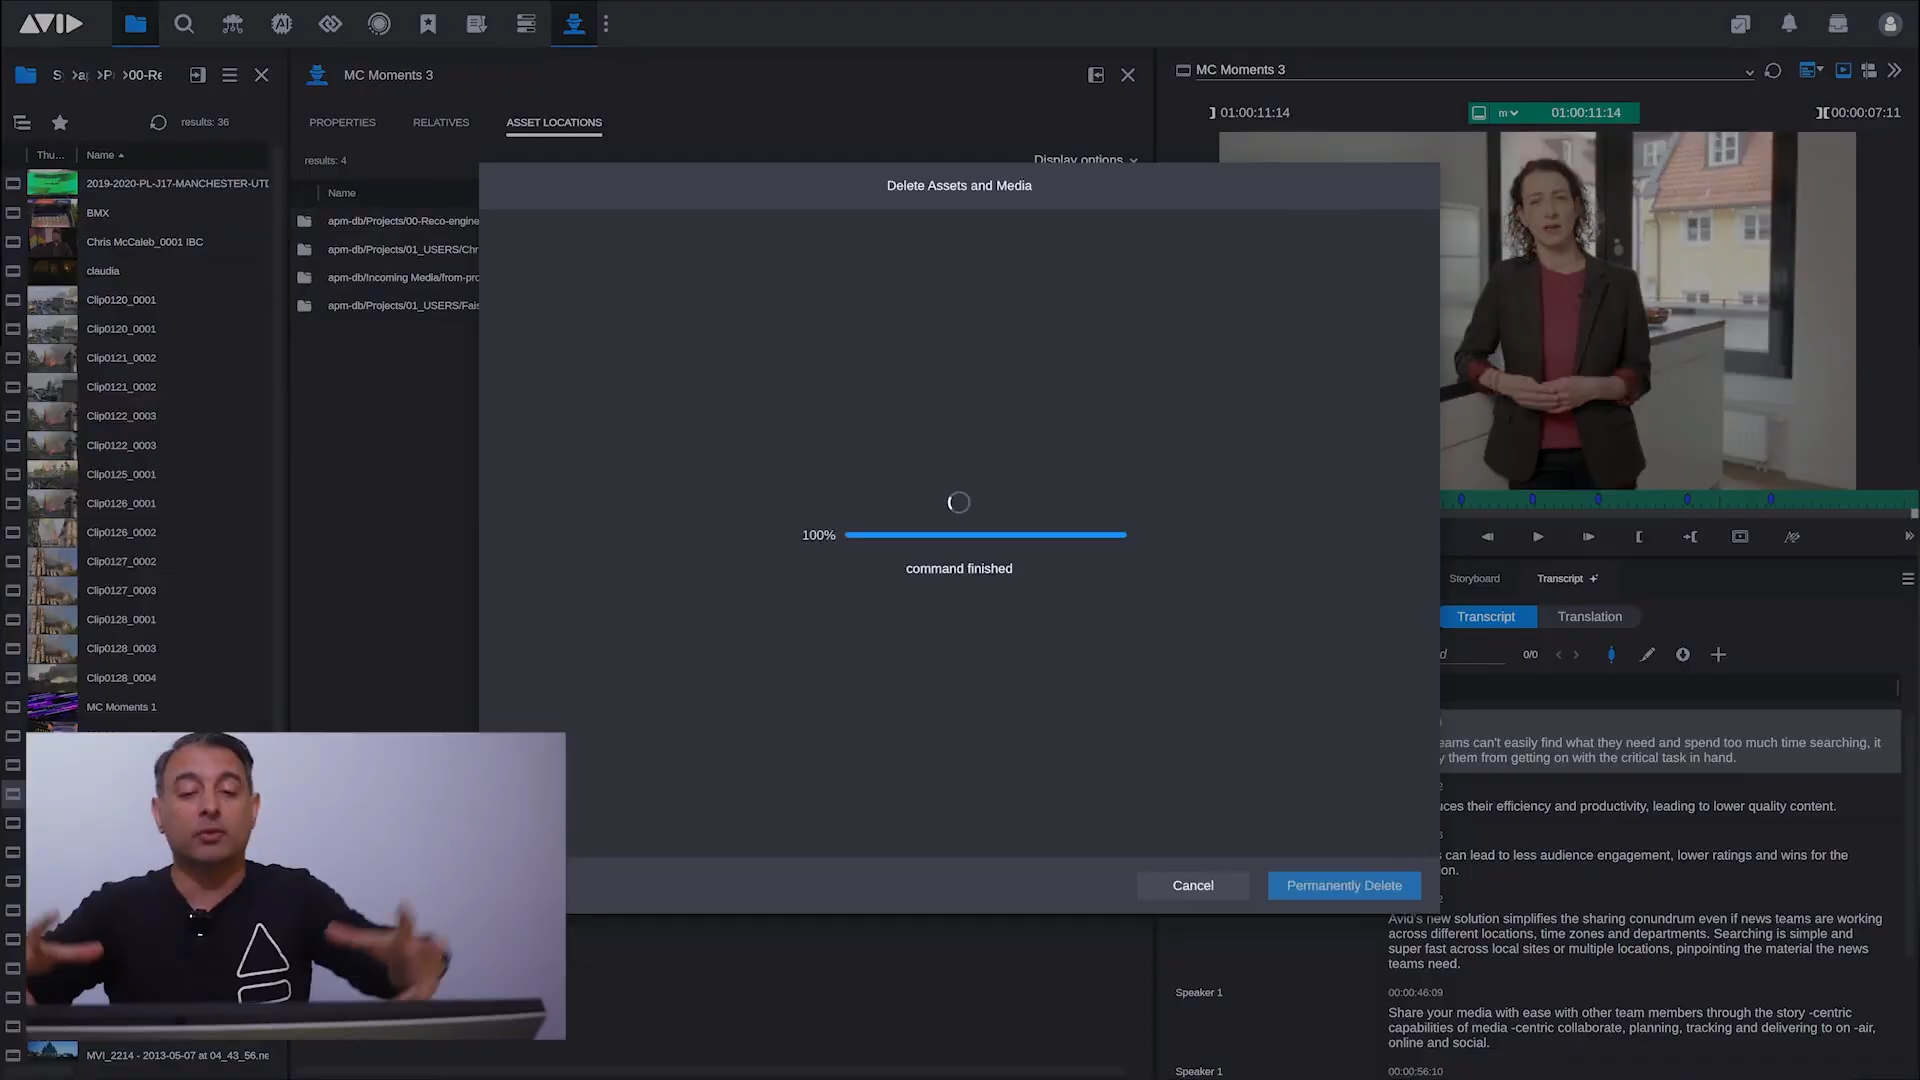 AVID
S >aɼ >P >00-Re
results: 36
Thu...
Name
2019-2020-PL-J17-MANCHESTER-UTD
BMX
Chris McCaleb_0001 IBC
claudia
Clip0120_0001
Clip0120_0001
Clip0121_0002
Clip0121_0002
Clip0122_0003
Clip0122_0003
Clip0125_0001
Clip0126_0001
Clip0126_0002
Clip0127_0002
Clip0127_0003
Clip0128_0001
Clip0128_0003
Clip0128_0004
MC Moments 1
MVI_2214 - 2013-05-07 at 04_43_56.ne
MC Moments 3
PROPERTIES
RELATIVES
ASSET LOCATIONS
results: 4
Display options
Name
apm-db/Projects/00-Reco-engine
apm-db/Projects/01_USERS/Chr
apm-db/Incoming Media/from-pro
apm-db/Projects/01_USERS/Fais
Delete Assets and Media
100%
command finished
Cancel
Permanently Delete
MC Moments 3
01:00:11:14
m
01:00:11:14
00:00:07:11
Storyboard
Transcript
Transcript
Translation
d
0/0
eams can't easily find what they need and spend too much time searching, it
y them from getting on with the critical task in hand.
uces their efficiency and productivity, leading to lower quality content.
s can lead to less audience engagement, lower ratings and wins for the
on.
Avid's new solution simplifies the sharing conundrum even if news teams are working
across different locations, time zones and departments. Searching is simple and
super fast across local sites or multiple locations, pinpointing the material the news
teams need.
Speaker 1
00:00:46:09
Share your media with ease with other team members through the story -centric
capabilities of media -centric collaborate, planning, tracking and delivering to on -air,
online and social.
Speaker 1
00:00:56:10